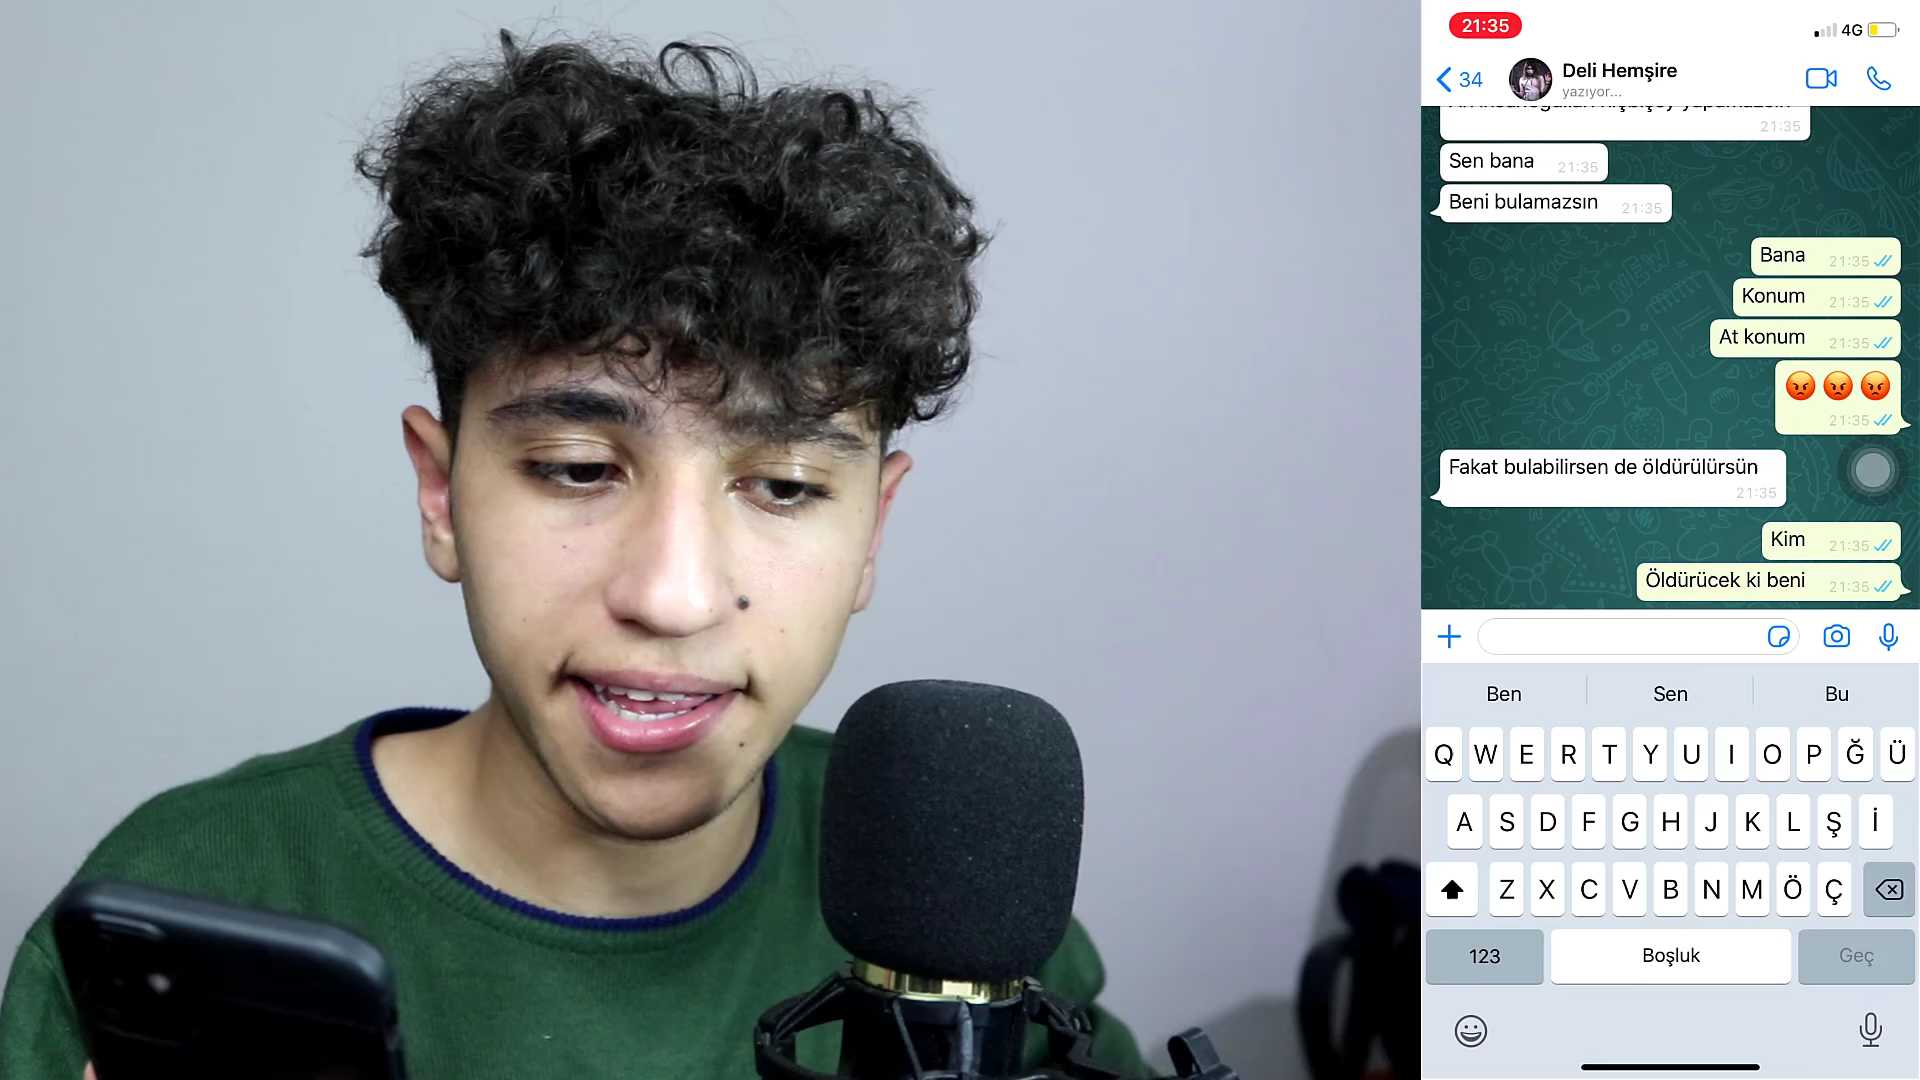 21:35
4G
34
Deli Hemşire
yazıyor...
21:35
Sen bana 21:35
Beni bulamazsın 21:35
Bana 21:35
Konum 21:35
At konum 21:35
21:35
Fakat bulabilirsen de öldürülürsün
21:35
Kim 21:35
Öldürücek ki beni 21:35
Ben Sen Bu
Q W E R T Y U I O P Ğ Ü
A S D F G H J K L Ş İ
Z X C V B N M Ö Ç
123 Boşluk Geç